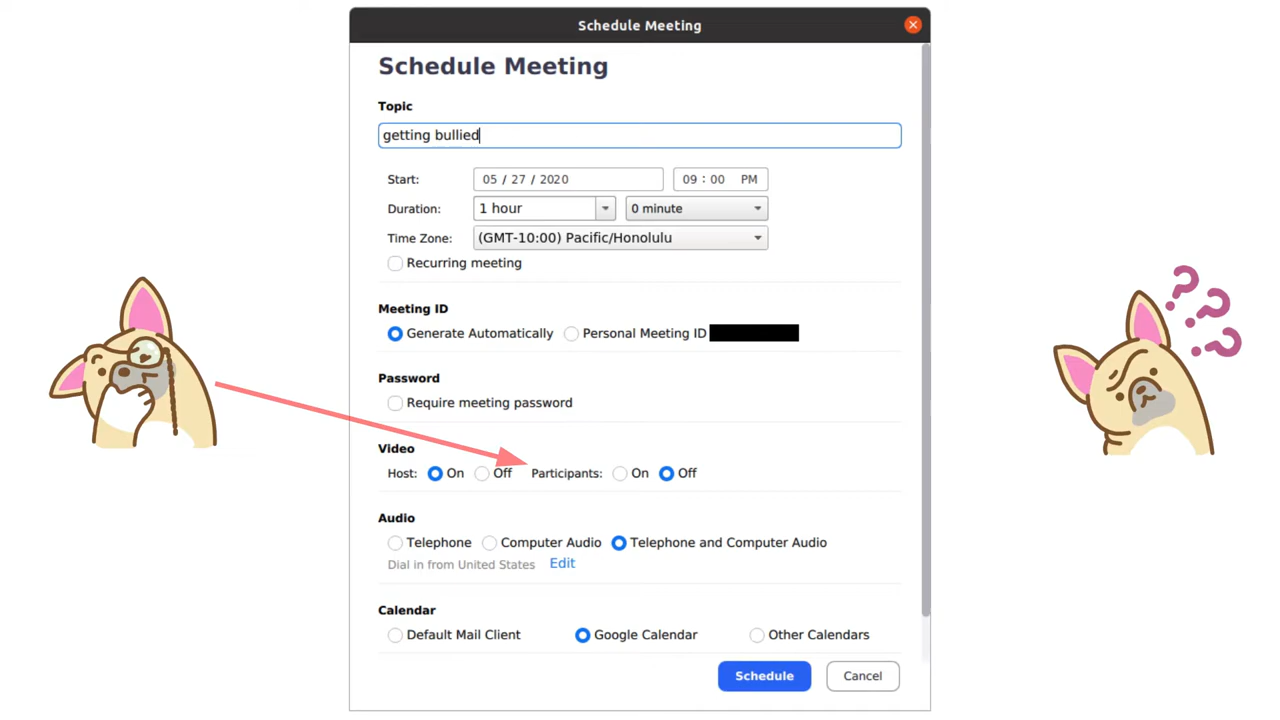 Schedule Meeting
Schedule Meeting
Topic
getting bullied
Start: 05 / 27 / 2020 09 : 00 PM
Duration: 1 hour 0 minute
Time Zone: (GMT-10:00) Pacific/Honolulu
Recurring meeting
Meeting ID
Generate Automatically Personal Meeting ID
Password
Require meeting password
Video
Host: On Off Participants: On Off
Audio
Telephone Computer Audio Telephone and Computer Audio
Dial in from United States Edit
Calendar
Default Mail Client Google Calendar Other Calendars
Schedule Cancel
? ? ?